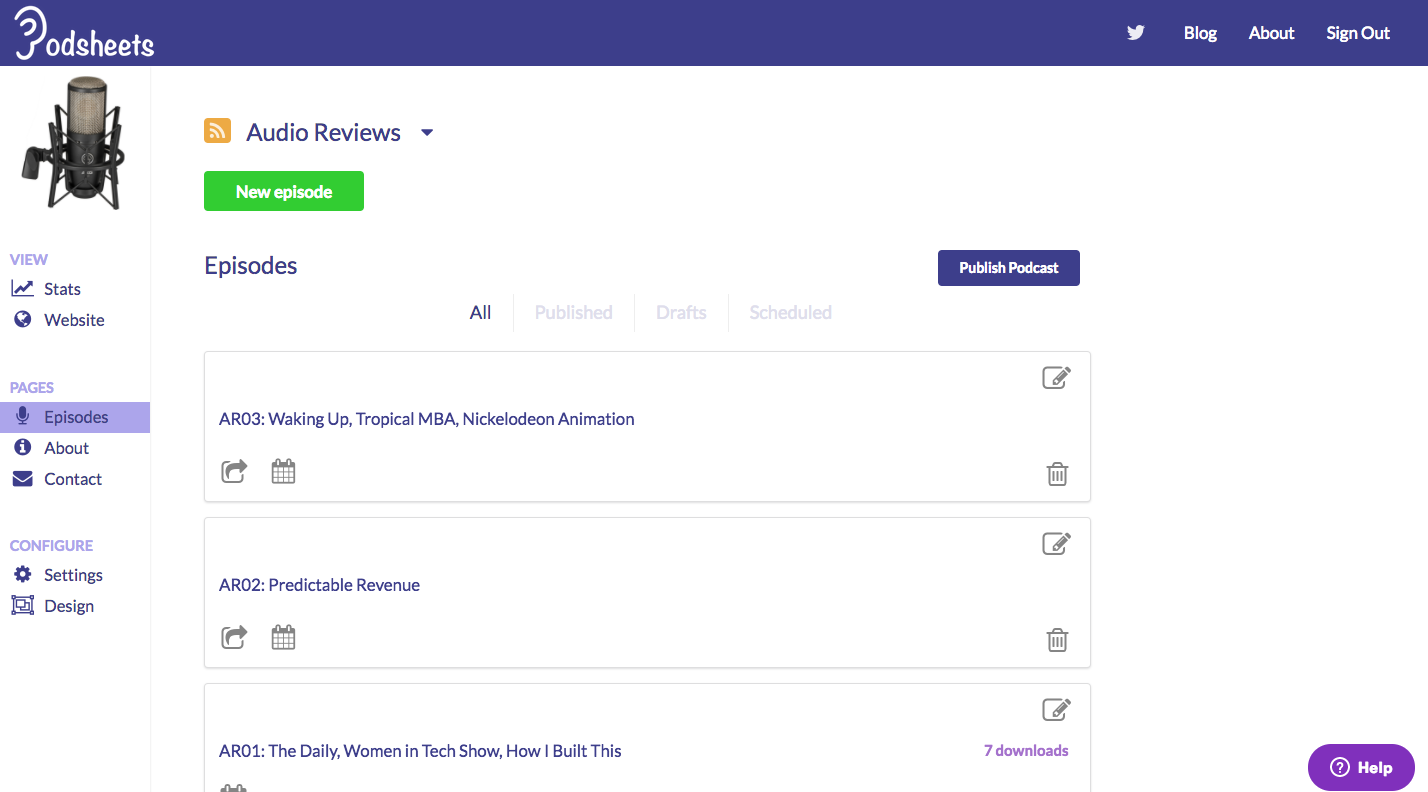 Podsheets
Blog
About
Sign Out
Audio Reviews
New episode
VIEW
Stats
Website
PAGES
Episodes
About
Contact
CONFIGURE
Settings
Design
Episodes
Publish Podcast
All
Published
Drafts
Scheduled
AR03: Waking Up, Tropical MBA, Nickelodeon Animation
AR02: Predictable Revenue
AR01: The Daily, Women in Tech Show, How I Built This
7 downloads
Help